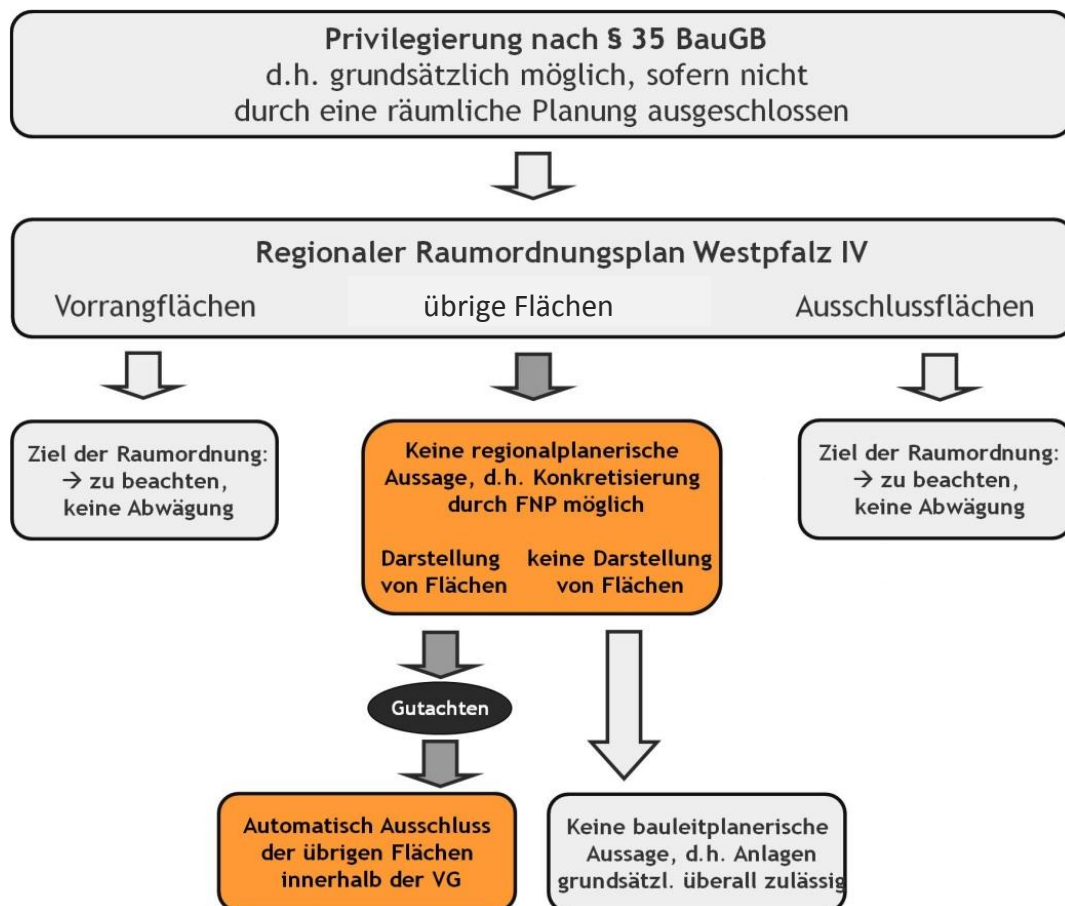 Privilegierung nach § 35 BauGB
d.h. grundsätzlich möglich, sofern nicht
durch eine räumliche Planung ausgeschlossen
Regionaler Raumordnungsplan Westpfalz IV
Vorrangflächen
übrige Flächen
Ausschlussflächen
Ziel der Raumordnung:
→ zu beachten,
keine Abwägung
Keine regionalplanerische
Aussage, d.h. Konkretisierung
durch FNP möglich
Darstellung
von Flächen
keine Darstellung
von Flächen
Ziel der Raumordnung:
→ zu beachten,
keine Abwägung
Gutachten
Automatisch Ausschluss
der übrigen Flächen
innerhalb der VG
Keine bauleitplanerische
Aussage, d.h. Anlagen
grundsätzl. überall zulässig